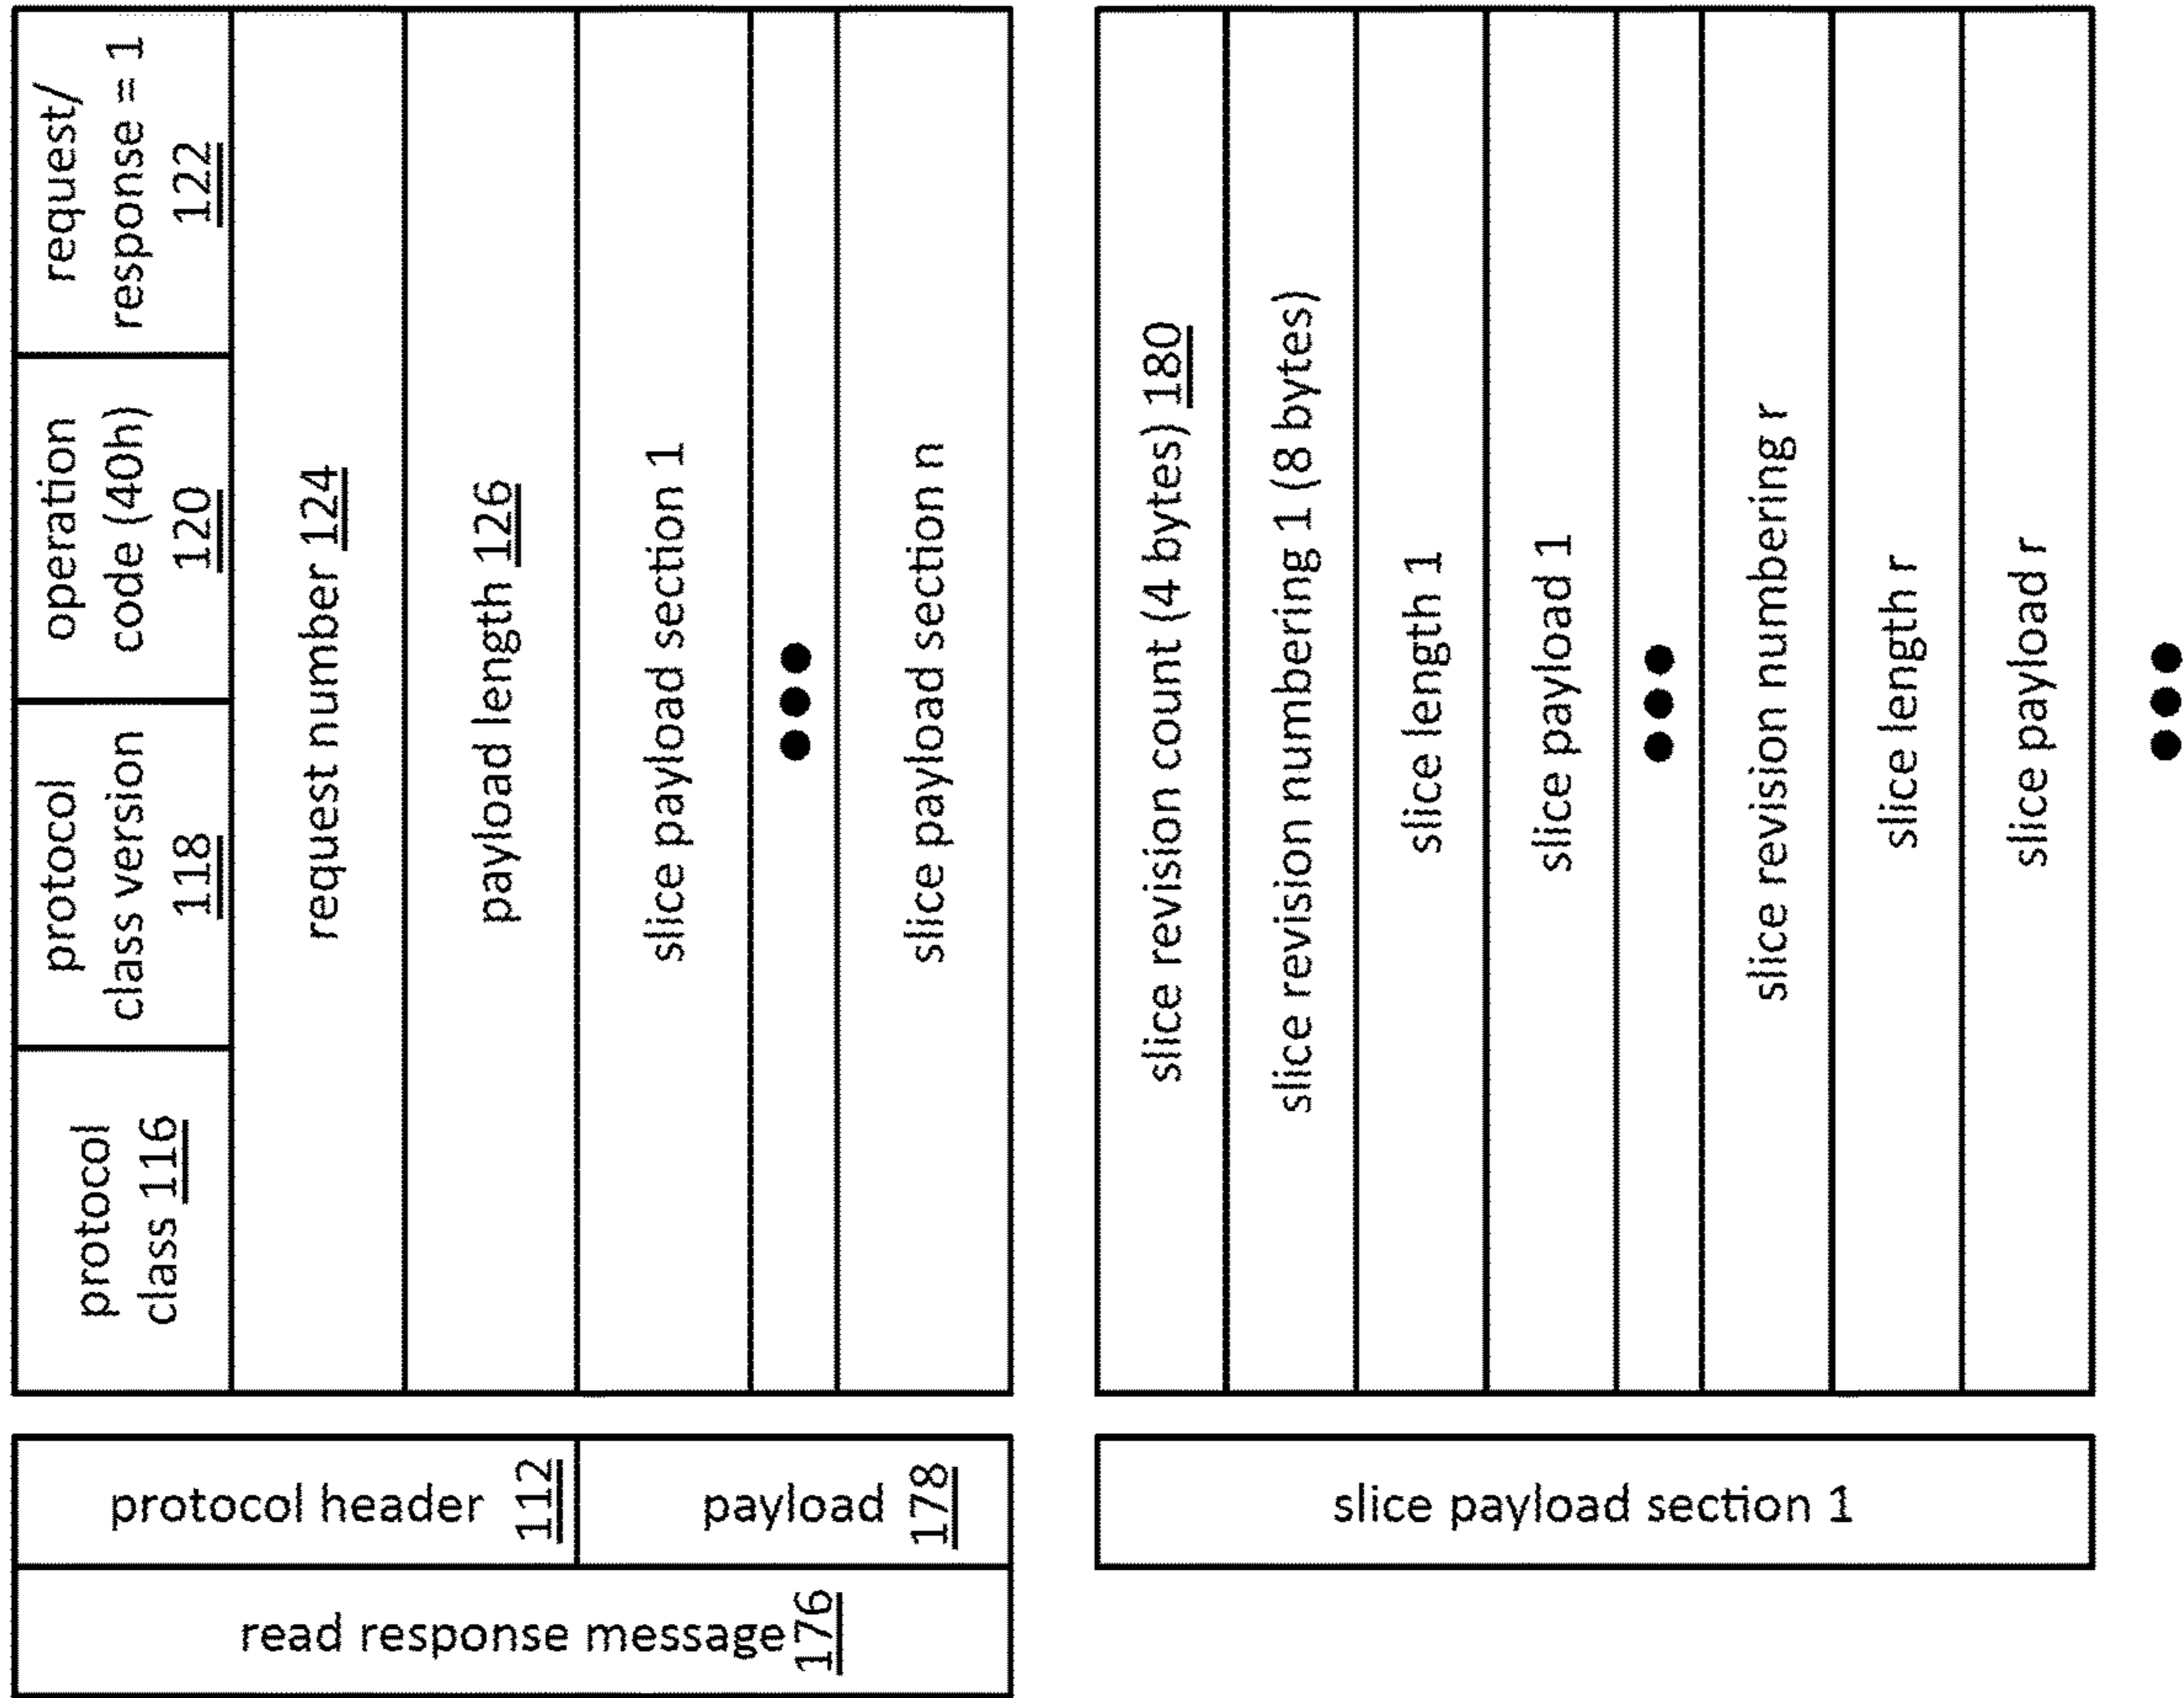 protocol
class 116
protocol
class version
118
operation
code (40h)
120
request/
response = 1
122
request number 124
payload length 126
slice payload section 1
slice payload section n
protocol header 112
payload 178
read response message 176
slice revision count (4 bytes) 180
slice revision numbering 1 (8 bytes)
slice length 1
slice payload 1
slice revision numbering r
slice length r
slice payload r
slice payload section 1